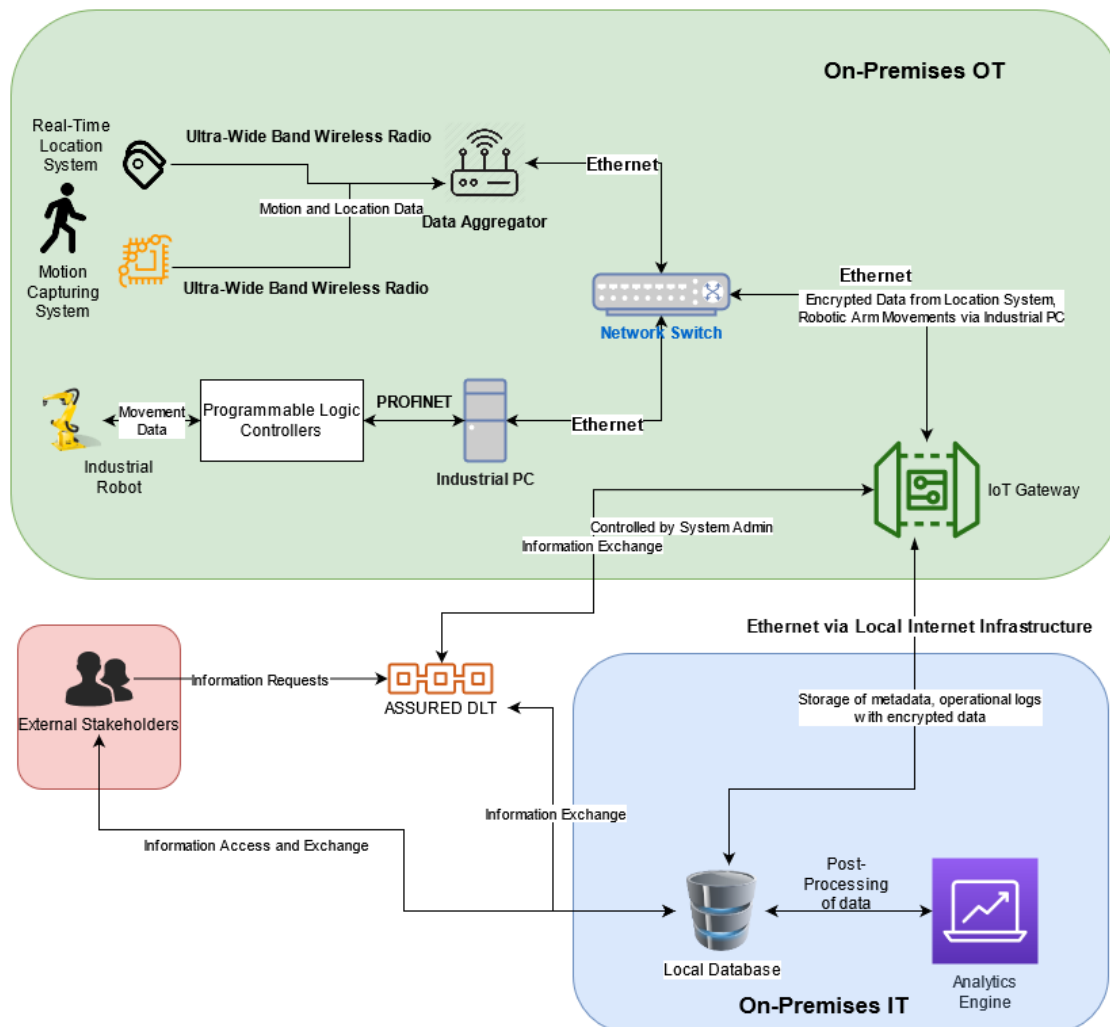 On-Premises OT
Real-Time
Location
System
Ultra-Wide Band Wireless Radio
Ethernet
Motion and Location Data
Data Aggregator
Motion
Capturing
System
Ultra-Wide Band Wireless Radio
Ethernet
Encrypted Data from Location System,
Robotic Arm Movements via Industrial PC
Network Switch
Movement
Data
Programmable Logic
Controllers
PROFINET
Ethernet
Industrial
Robot
Industrial PC
IoT Gateway
Controlled by System Admin
Information Exchange
Ethernet via Local Internet Infrastructure
Information Requests
External Stakeholders
ASSURED DLT
Storage of metadata, operational logs
with encrypted data
Information Exchange
Information Access and Exchange
Post-
Processing
of data
Local Database
Analytics
Engine
On-Premises IT